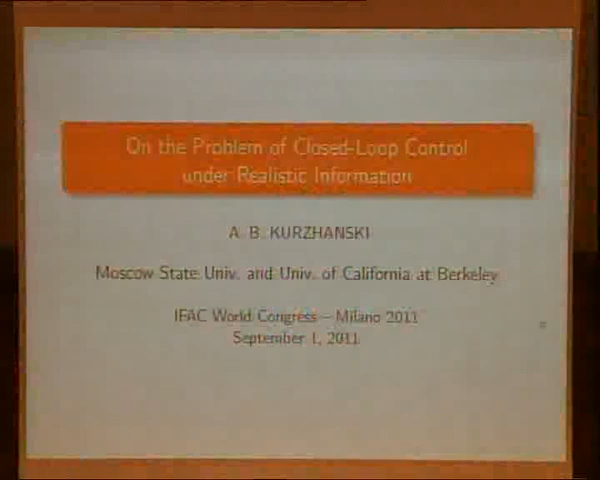 On the Problem of Closed-Loop Control
under Realistic Information
A. B. KURZHANSKI
Moscow State Univ. and Univ. of California at Berkeley
IFAC World Congress – Milano 2011
September 1, 2011